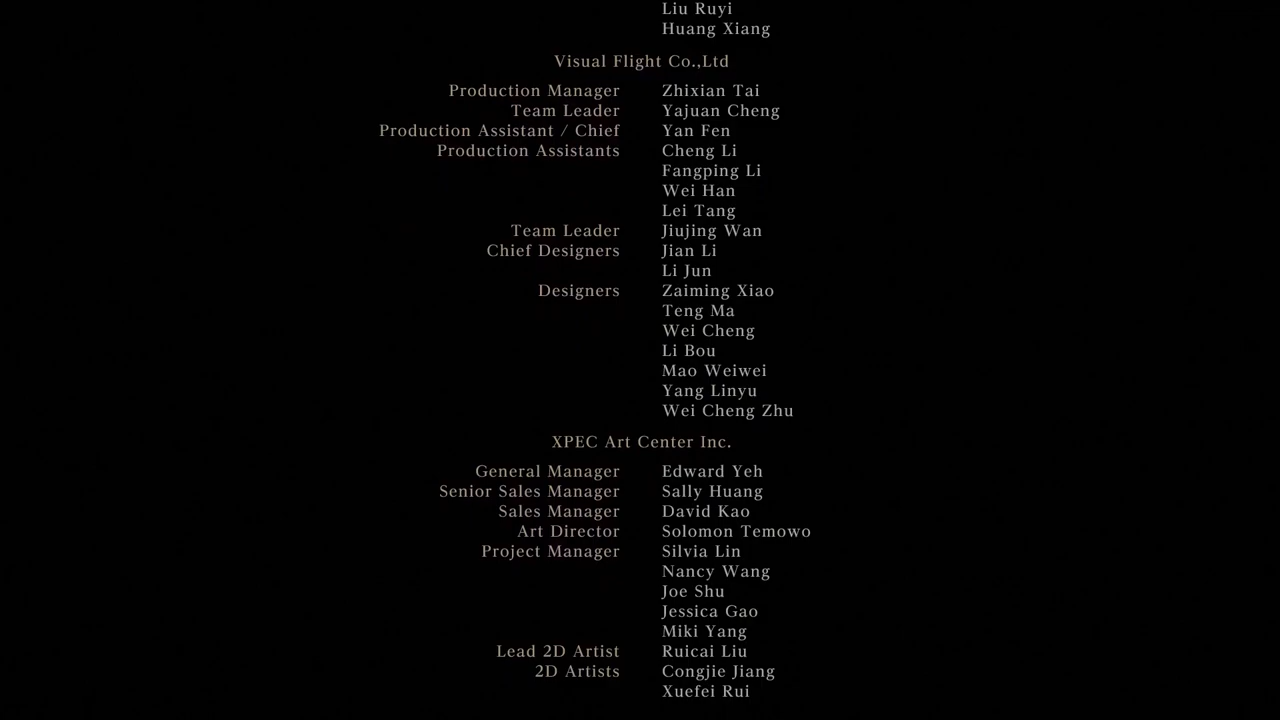 Liu Ruyi
Huang Xiang
Visual Flight Co.,Ltd
Production Manager Zhixian Tai
Team Leader Yajuan Cheng
Production Assistant / Chief Yan Fen
Production Assistants Cheng Li
Fangping Li
Wei Han
Lei Tang
Team Leader Jiujing Wan
Chief Designers Jian Li
Li Jun
Designers Zaiming Xiao
Teng Ma
Wei Cheng
Li Bou
Mao Weiwei
Yang Linyu
Wei Cheng Zhu
XPEC Art Center Inc.
General Manager Edward Yeh
Senior Sales Manager Sally Huang
Sales Manager David Kao
Art Director Solomon Temowo
Project Manager Silvia Lin
Nancy Wang
Joe Shu
Jessica Gao
Miki Yang
Lead 2D Artist Ruicai Liu
2D Artists Congjie Jiang
Xuefei Rui